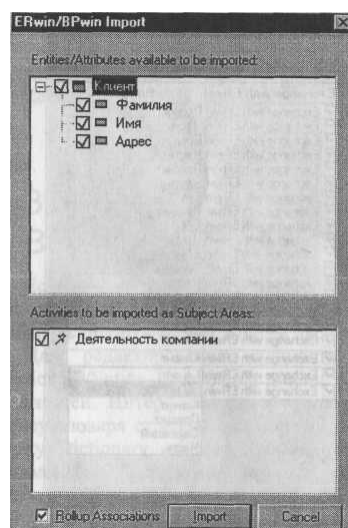 ERwin/BPwin Import
Entities/Attributes available to be imported:
Клиент
Фамилия
Имя
Адрес
Activities to be imported as Subject Areas:
Деятельность компании
Rollup Associations
Import
Cancel